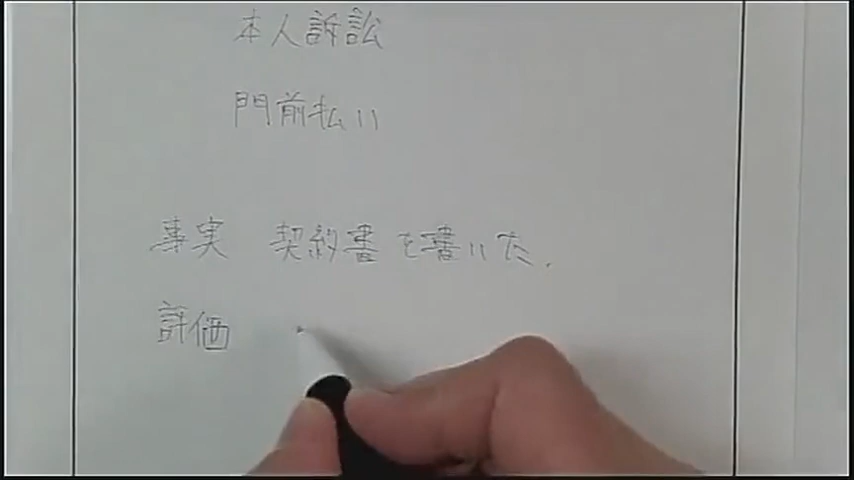 本人訴訟
門前払い
事実 契約書を書いた.
評価